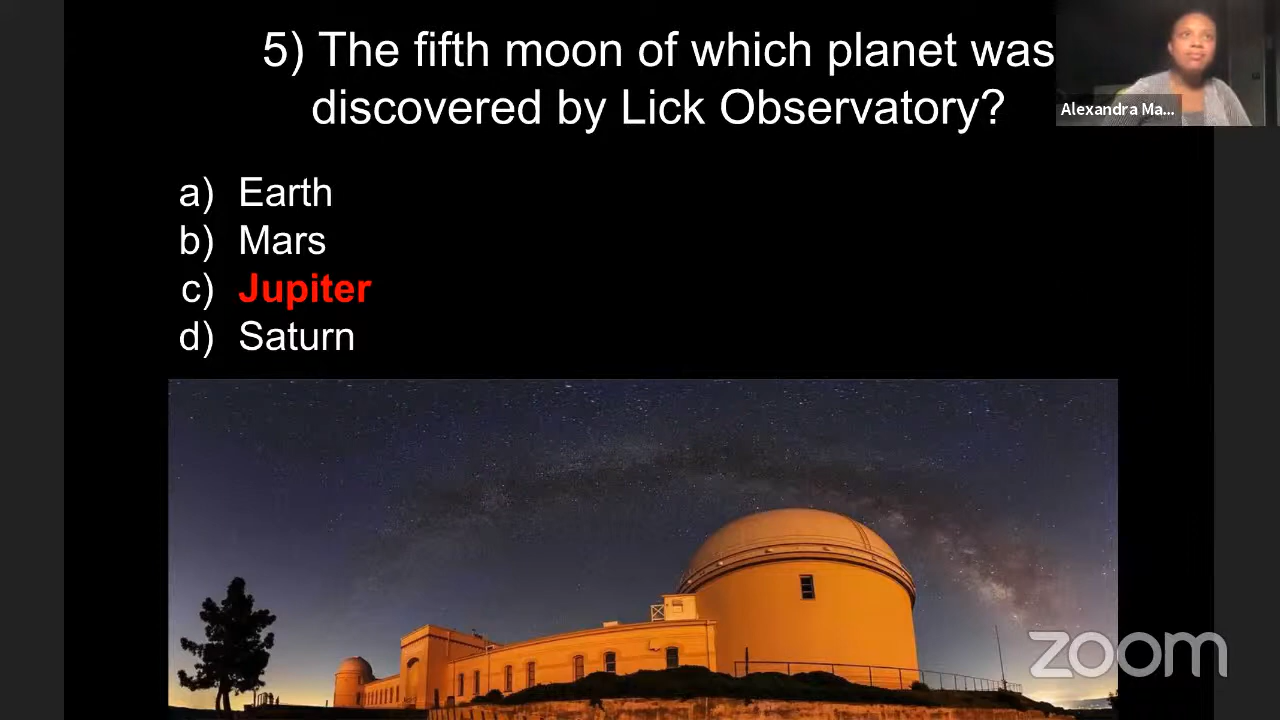 5) The fifth moon of which planet was
discovered by Lick Observatory?
Alexandra Ma...
a) Earth
b) Mars
c) Jupiter
d) Saturn
zoom